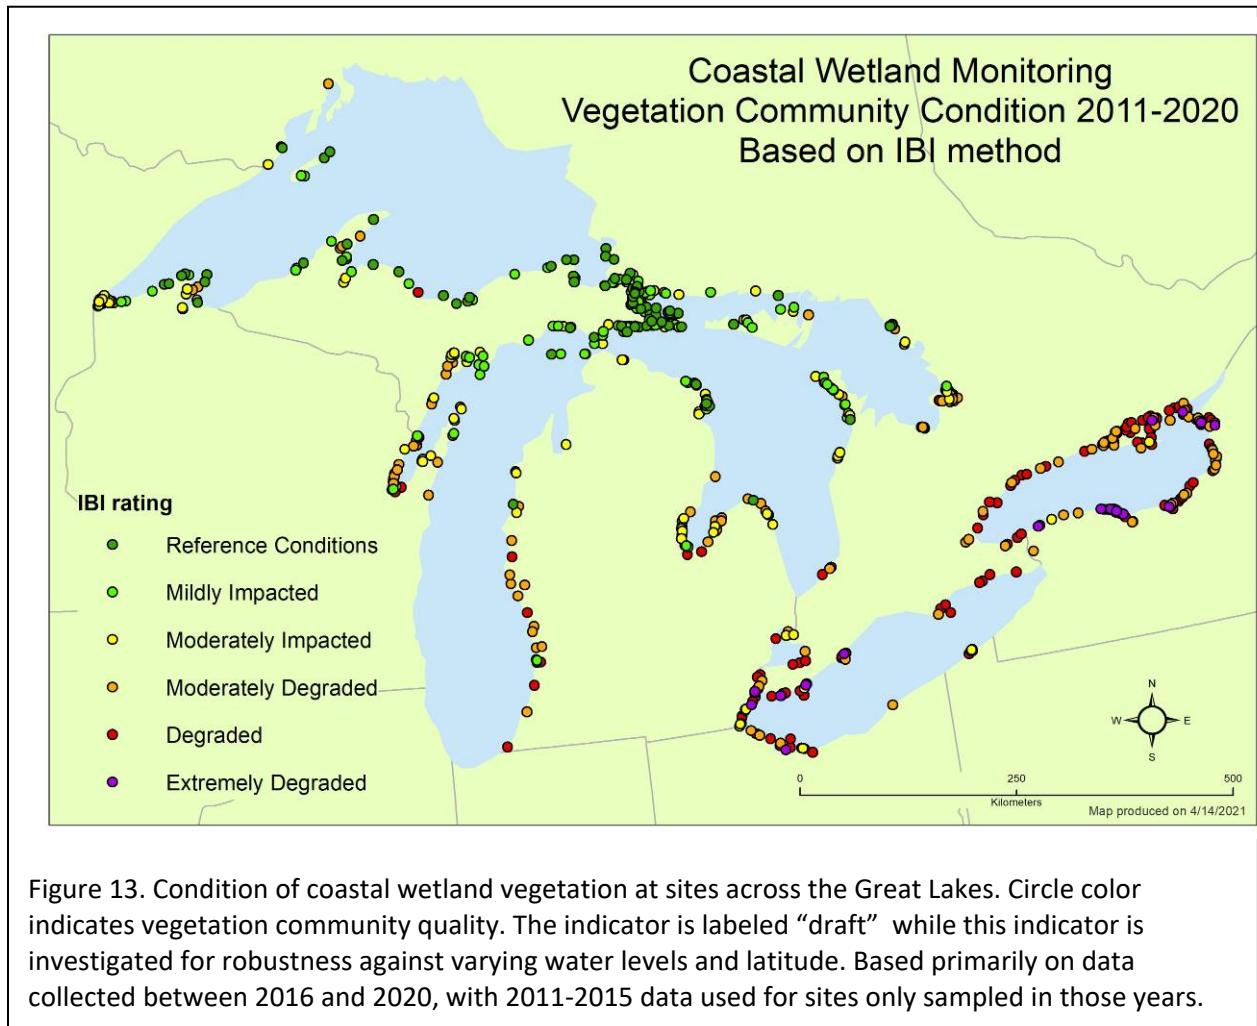 Coastal Wetland Monitoring
Vegetation Community Condition 2011-2020
Based on IBI method
IBI rating
Reference Conditions
Mildly Impacted
Moderately Impacted
Moderately Degraded
Degraded
Extremely Degraded
N
W E
S
0 250 500
Kilometers
Map produced on 4/14/2021
Figure 13. Condition of coastal wetland vegetation at sites across the Great Lakes. Circle color
indicates vegetation community quality. The indicator is labeled “draft” while this indicator is
investigated for robustness against varying water levels and latitude. Based primarily on data
collected between 2016 and 2020, with 2011-2015 data used for sites only sampled in those years.